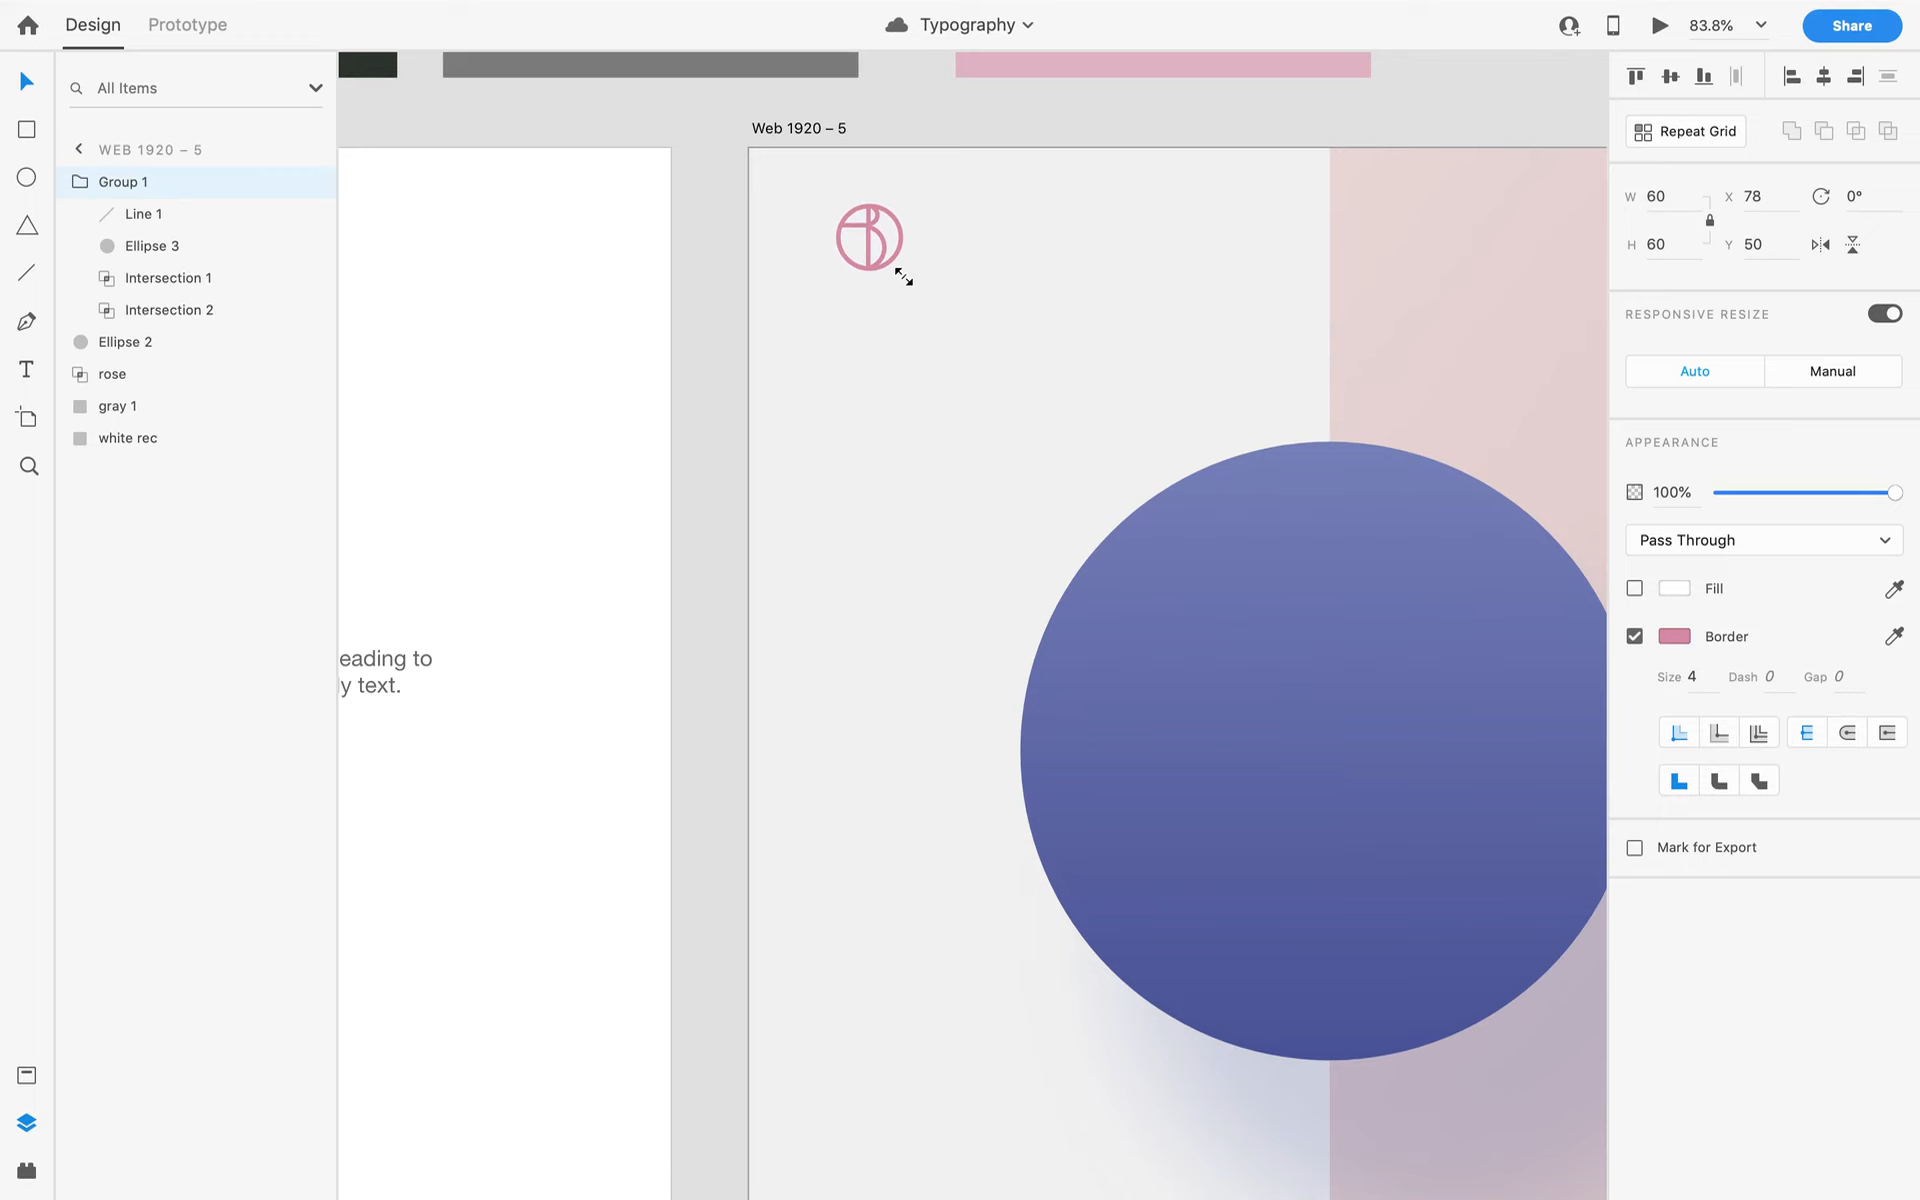 Design
Prototype
Typography
83.8%
Share
All Items
WEB 1920 – 5
Group 1
Line 1
Ellipse 3
Intersection 1
Intersection 2
Ellipse 2
rose
gray 1
white rec
Web 1920 – 5
eading to
y text.
Repeat Grid
W 60 X 78 0°
H 60 Y 50
RESPONSIVE RESIZE
Auto Manual
APPEARANCE
100%
Pass Through
Fill
Border
Size 4 Dash 0 Gap 0
Mark for Export